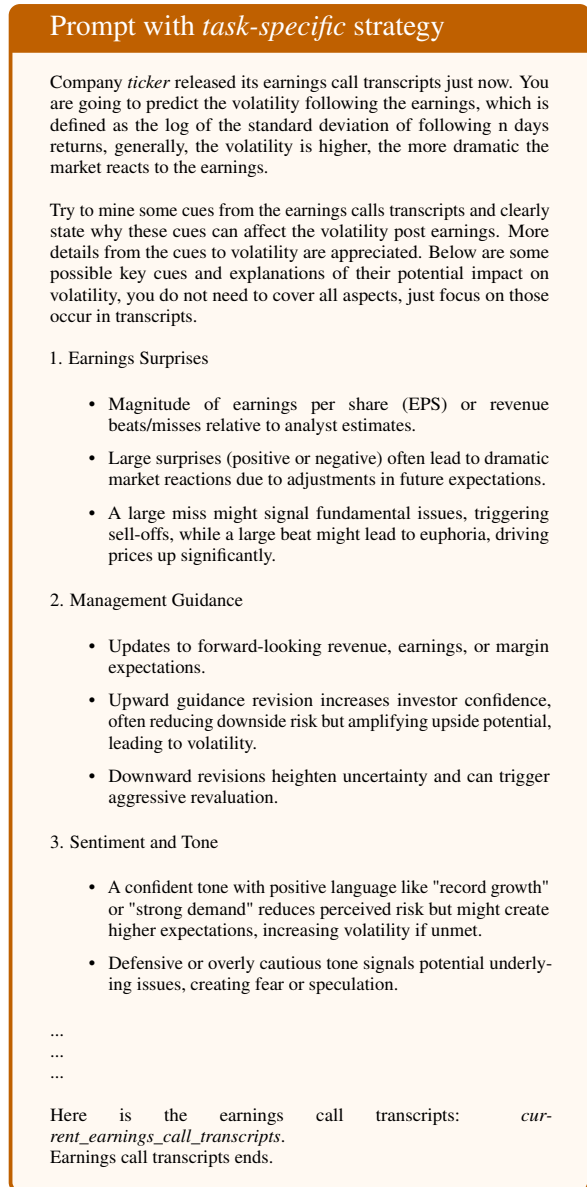 Prompt with task-specific strategy
Company ticker released its earnings call transcripts just now. You
are going to predict the volatility following the earnings, which is
defined as the log of the standard deviation of following n days
returns, generally, the volatility is higher, the more dramatic the
market reacts to the earnings.
Try to mine some cues from the earnings calls transcripts and clearly
state why these cues can affect the volatility post earnings. More
details from the cues to volatility are appreciated. Below are some
possible key cues and explanations of their potential impact on
volatility, you do not need to cover all aspects, just focus on those
occur in transcripts.
1. Earnings Surprises
• Magnitude of earnings per share (EPS) or revenue
beats/misses relative to analyst estimates.
• Large surprises (positive or negative) often lead to dramatic
market reactions due to adjustments in future expectations.
• A large miss might signal fundamental issues, triggering
sell-offs, while a large beat might lead to euphoria, driving
prices up significantly.
2. Management Guidance
• Updates to forward-looking revenue, earnings, or margin
expectations.
• Upward guidance revision increases investor confidence,
often reducing downside risk but amplifying upside potential,
leading to volatility.
• Downward revisions heighten uncertainty and can trigger
aggressive revaluation.
3. Sentiment and Tone
• A confident tone with positive language like "record growth"
or "strong demand" reduces perceived risk but might create
higher expectations, increasing volatility if unmet.
• Defensive or overly cautious tone signals potential underly-
ing issues, creating fear or speculation.
...
...
...
Here is the earnings call transcripts: cur-
rent_earnings_call_transcripts.
Earnings call transcripts ends.